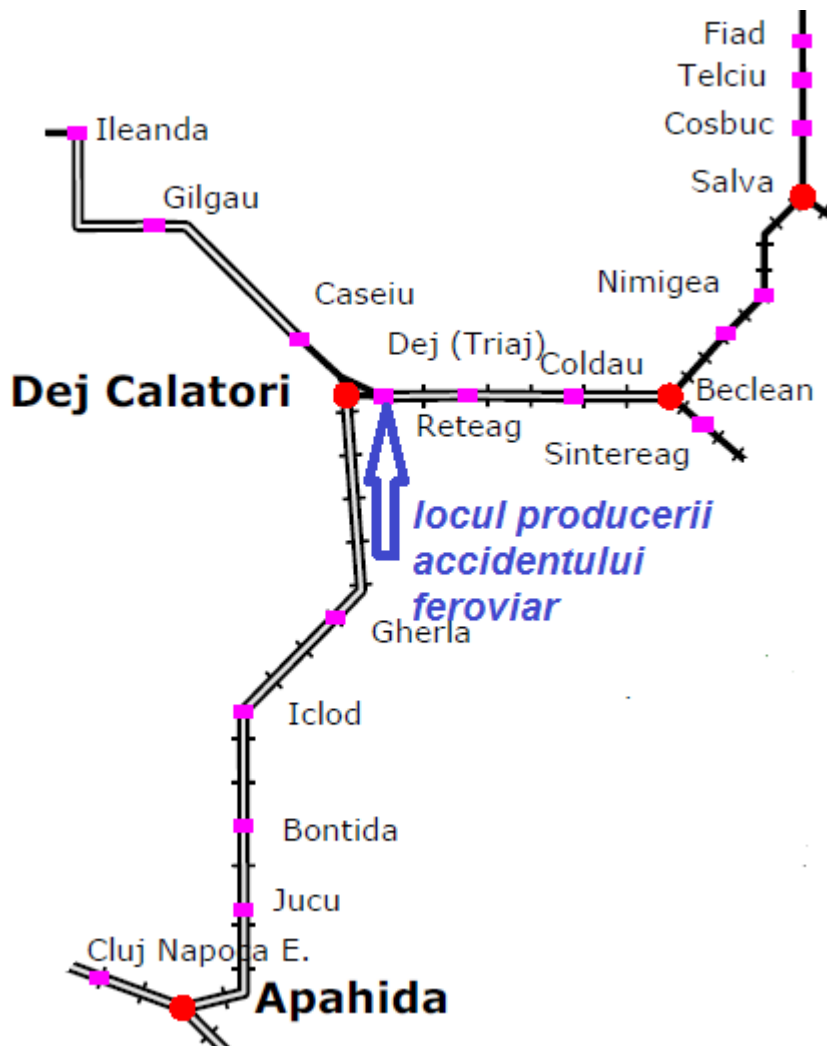 Fiad
Telciu
Cosbuc
Salva
Ileanda
Gilgau
Nimigea
Caseiu
Dej (Triaj)
Coldau
Dej Calatori
Beclean
Reteag
Sintereag
locul producerii
accidentului
feroviar
Gherla
Iclod
Bontida
Jucu
Cluj Napoca E.
Apahida